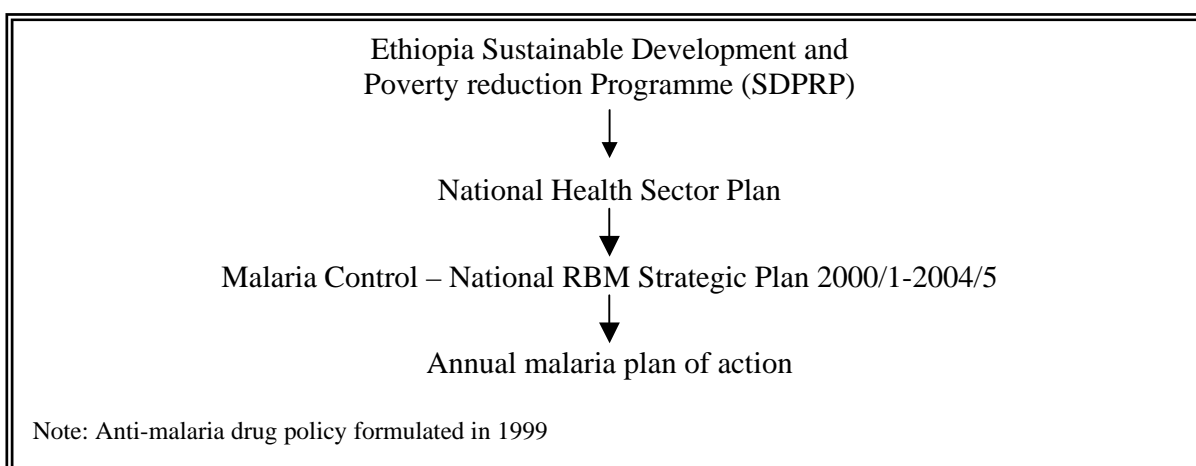 Ethiopia Sustainable Development and
Poverty reduction Programme (SDPRP)
National Health Sector Plan
Malaria Control – National RBM Strategic Plan 2000/1-2004/5
Annual malaria plan of action
Note: Anti-malaria drug policy formulated in 1999